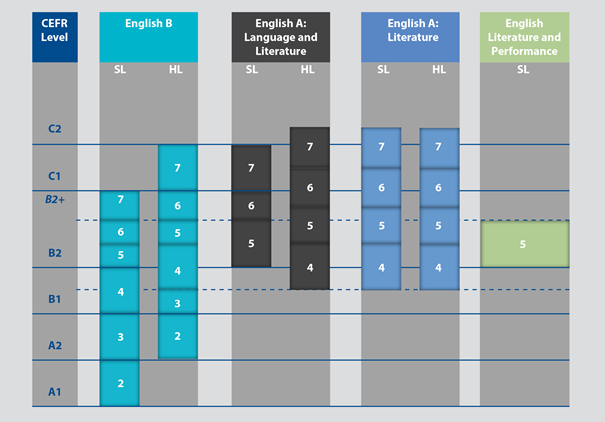 CEFR
Level
English B
English A:
Language and
Literature
English A:
Literature
English
Literature and
Performance
SL
HL
SL
HL
SL
HL
SL
C2
C1
B2+
B2
B1
A2
A1
7
6
5
4
3
2
7
6
5
4
3
2
7
6
5
7
6
5
4
7
6
5
4
7
6
5
4
5